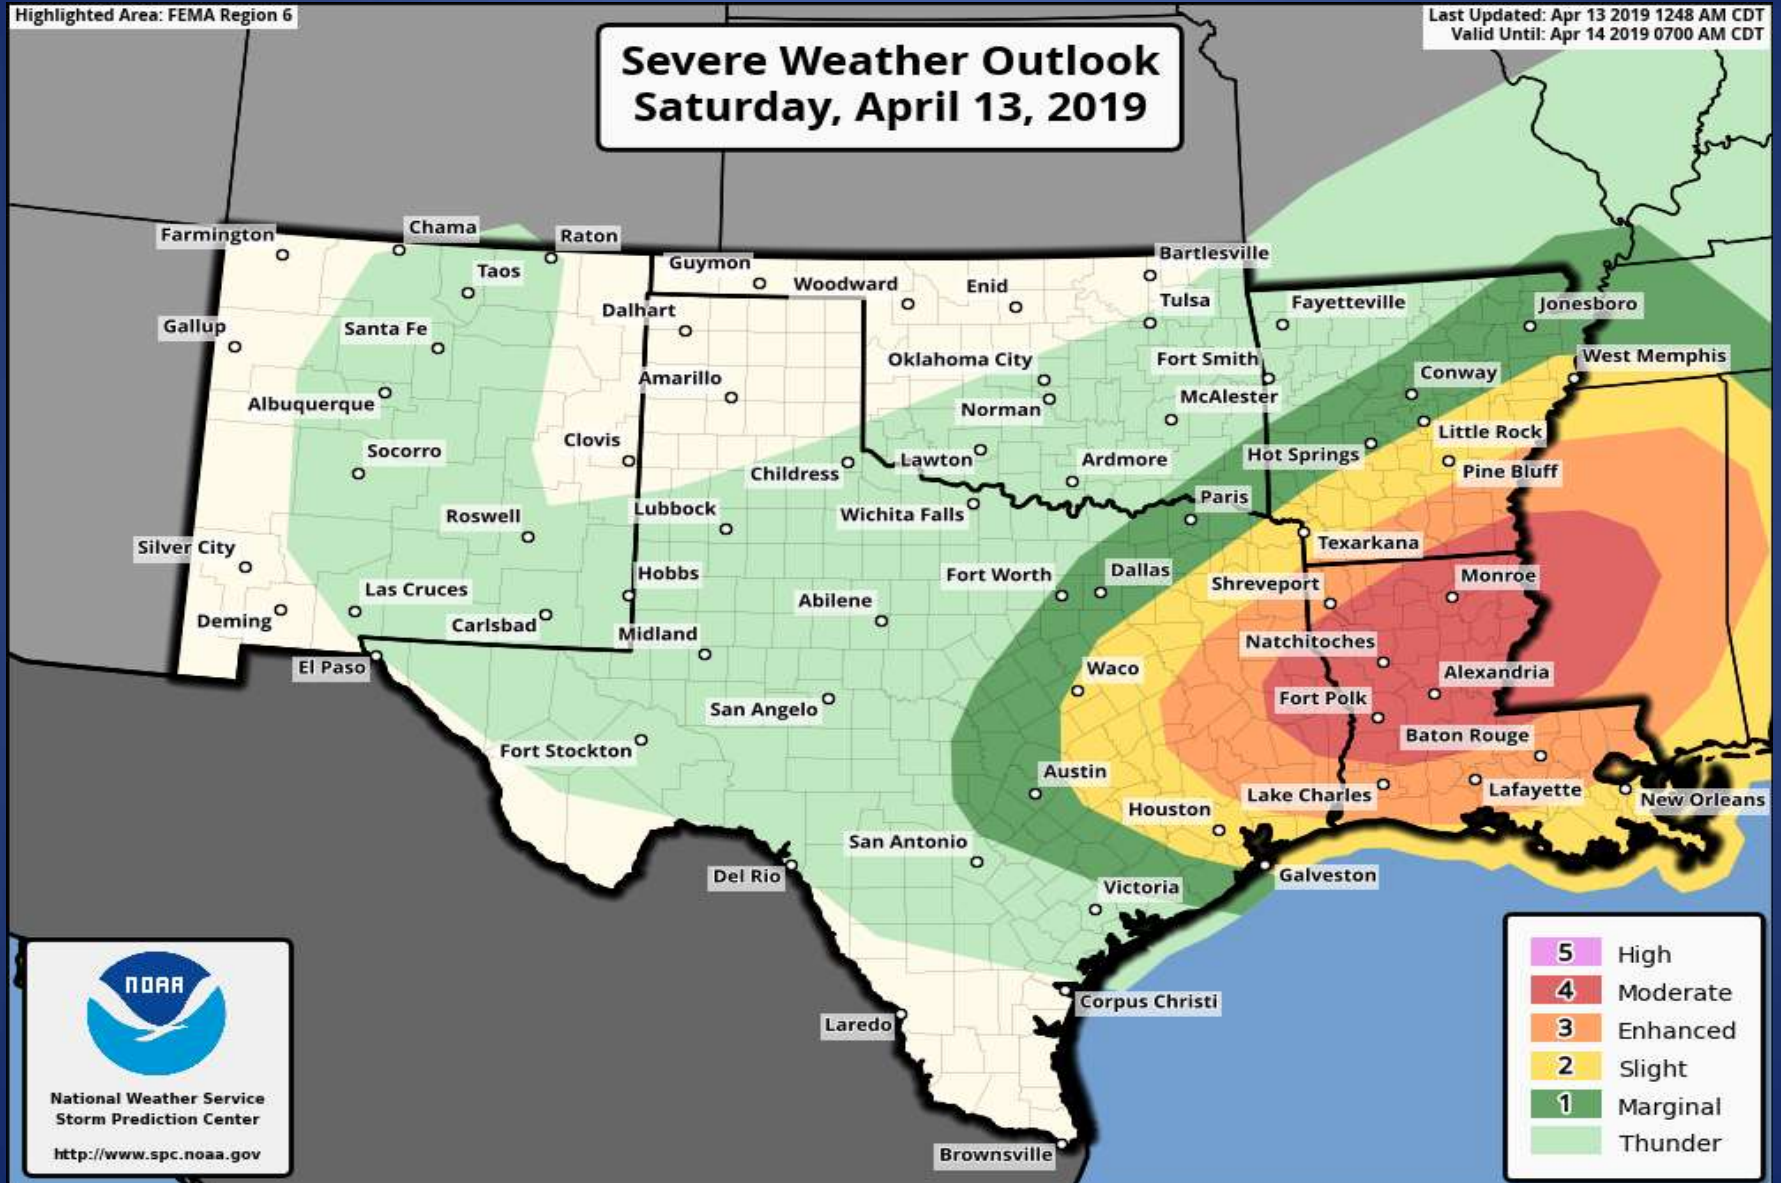 Highlighted Area: FEMA Region 6
Last Updated: Apr 13 2019 1248 AM CDT
Valid Until: Apr 14 2019 0700 AM CDT
Severe Weather Outlook
Saturday, April 13, 2019
Farmington
Chama
Raton
Taos
Guymon
Woodward
Enid
Bartlesville
Tulsa
Fayetteville
Jonesboro
Gallup
Santa Fe
Dalhart
Oklahoma City
Fort Smith
West Memphis
Conway
Albuquerque
Amarillo
Norman
McAlester
Little Rock
Socorro
Clovis
Childress
Lawton
Ardmore
Hot Springs
Pine Bluff
Roswell
Lubbock
Wichita Falls
Paris
Texarkana
Silver City
Las Cruces
Hobbs
Fort Worth
Dallas
Shreveport
Monroe
Deming
Carlsbad
Midland
Abilene
Natchitoches
El Paso
San Angelo
Waco
Alexandria
Fort Polk
Fort Stockton
Baton Rouge
Austin
Houston
Lake Charles
Lafayette
New Orleans
San Antonio
Del Rio
Victoria
Galveston
Corpus Christi
Laredo
Brownsville
NOAA
National Weather Service
Storm Prediction Center
http://www.spc.noaa.gov
5 High
4 Moderate
3 Enhanced
2 Slight
1 Marginal
Thunder